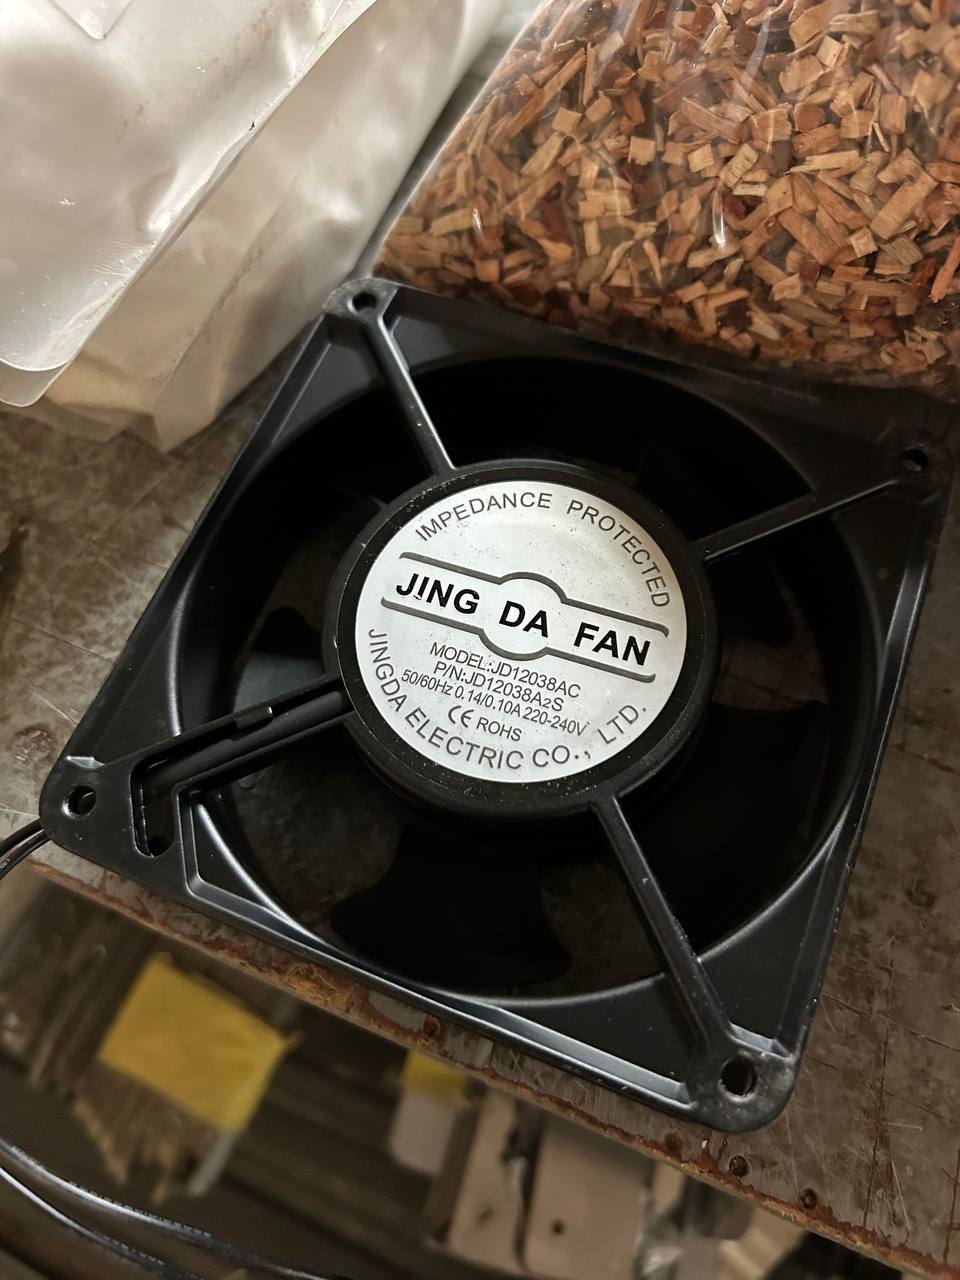 IMPEDANCE PROTECTED
JING DA FAN
MODEL:JD12038AC
P/N:JD12038A2S
50/60Hz 0.14/0.10A 220-240V
CE ROHS
JINGDA ELECTRIC CO., LTD.